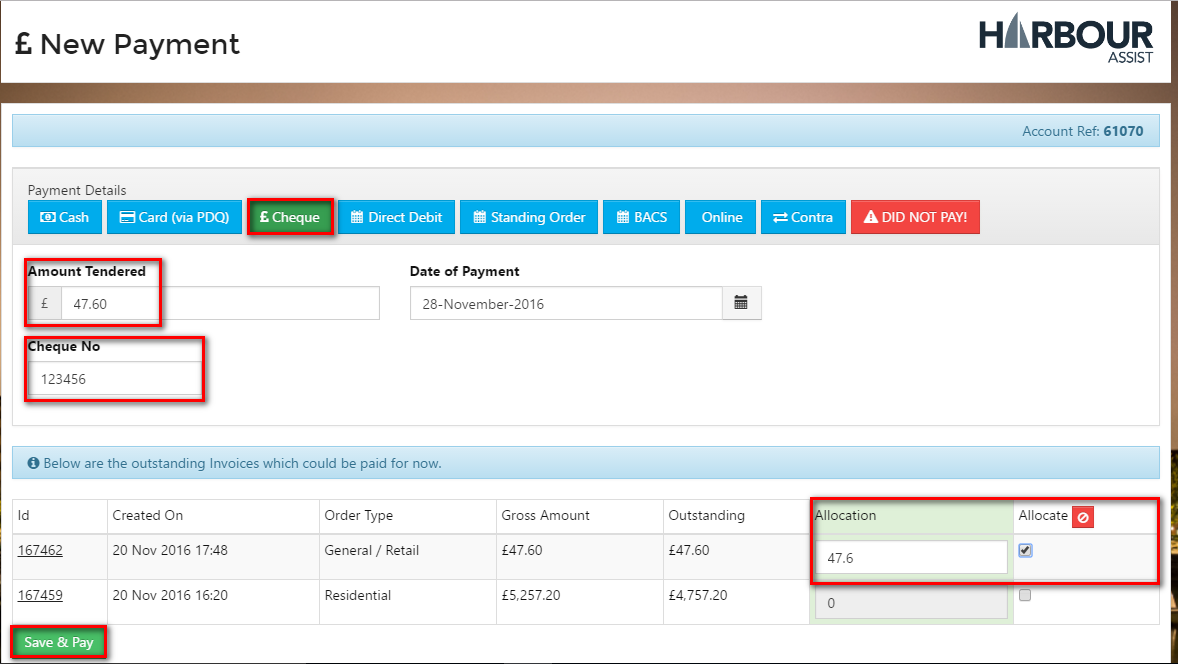 £ New Payment
HARBOUR
ASSIST
Account Ref: 61070
Payment Details
Cash Card (via PDQ) £ Cheque Direct Debit Standing Order BACS Online Contra DID NOT PAY!
Amount Tendered Date of Payment
£ 47.60 28-November-2016
Cheque No
123456
Below are the outstanding Invoices which could be paid for now.
Id Created On Order Type Gross Amount Outstanding Allocation Allocate
167462 20 Nov 2016 17:48 General / Retail £47.60 £47.60 47.6
167459 20 Nov 2016 16:20 Residential £5,257.20 £4,757.20 0
Save & Pay